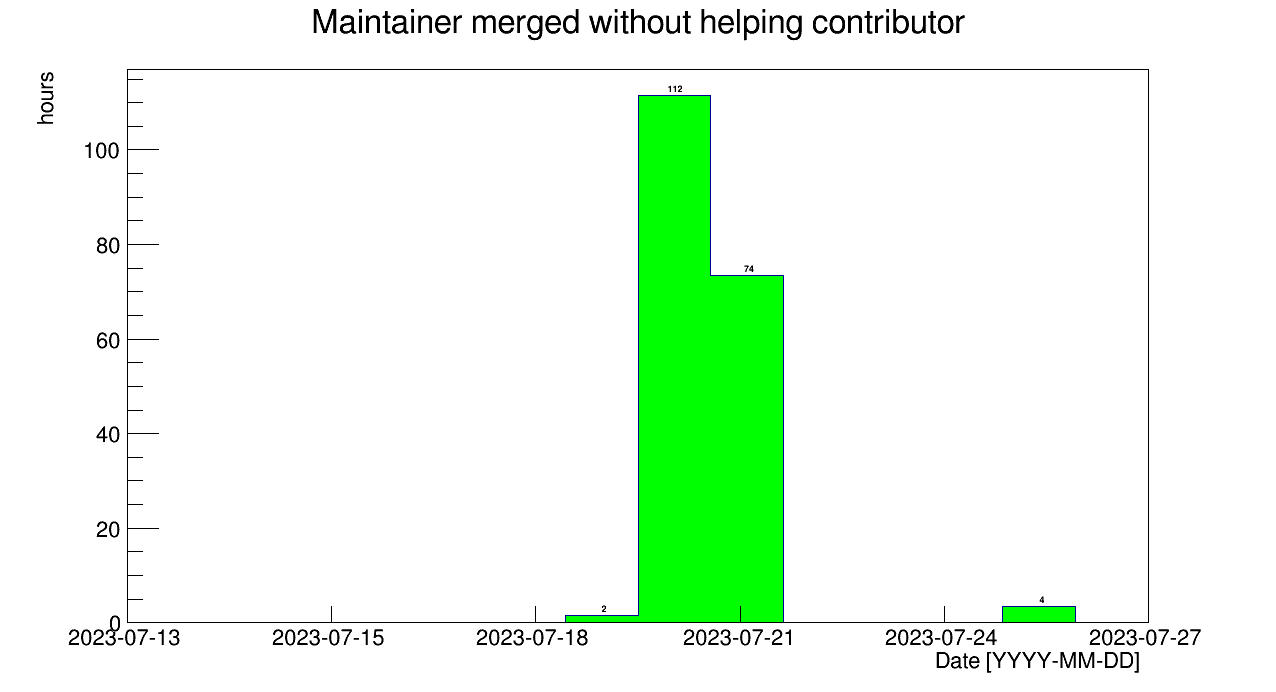 Maintainer merged without helping contributor
hours
112
100
80
74
60
40
20
4
2
0
2023-07-13 2023-07-15 2023-07-18 2023-07-21 2023-07-24 2023-07-27
Date [YYYY-MM-DD]